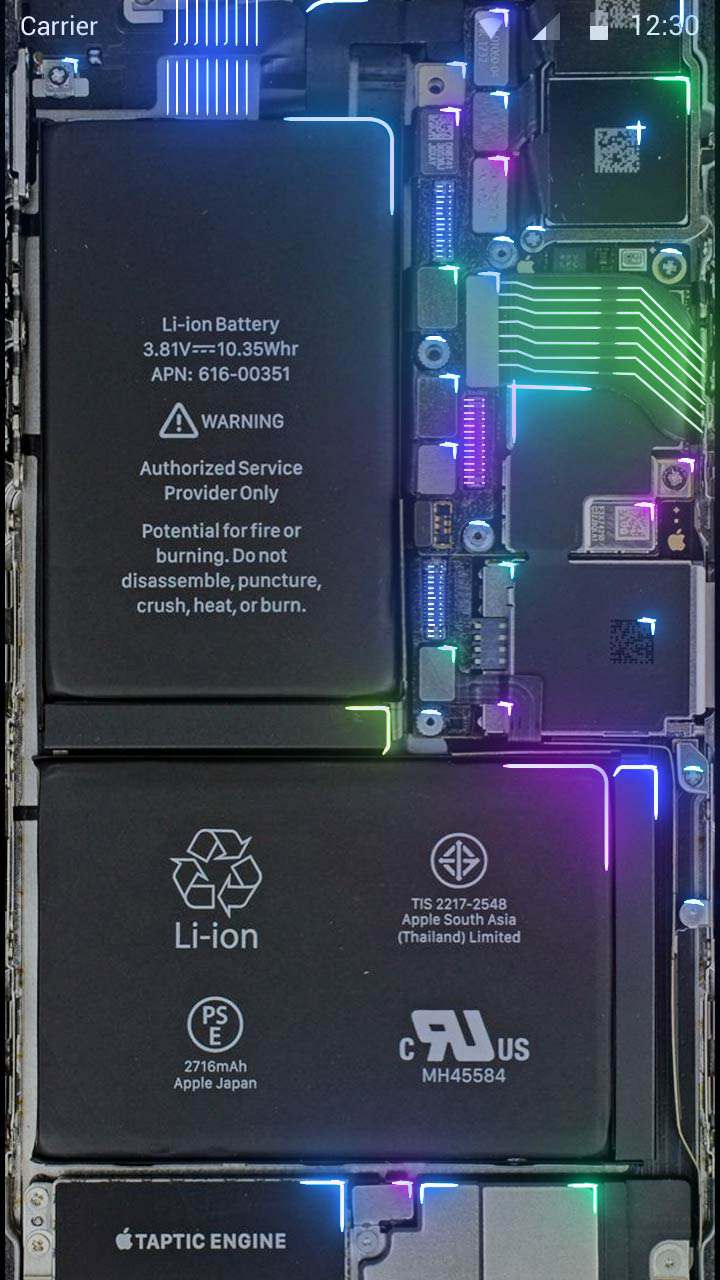 Carrier
12:30
Li-ion Battery
3.81V⎓10.35Whr
APN: 616-00351
WARNING
Authorized Service
Provider Only
Potential for fire or
burning. Do not
disassemble, puncture,
crush, heat, or burn.
Li-ion
TIS 2217-2548
Apple South Asia
(Thailand) Limited
PS
E
2716mAh
Apple Japan
c RU US
MH45584
TAPTIC ENGINE